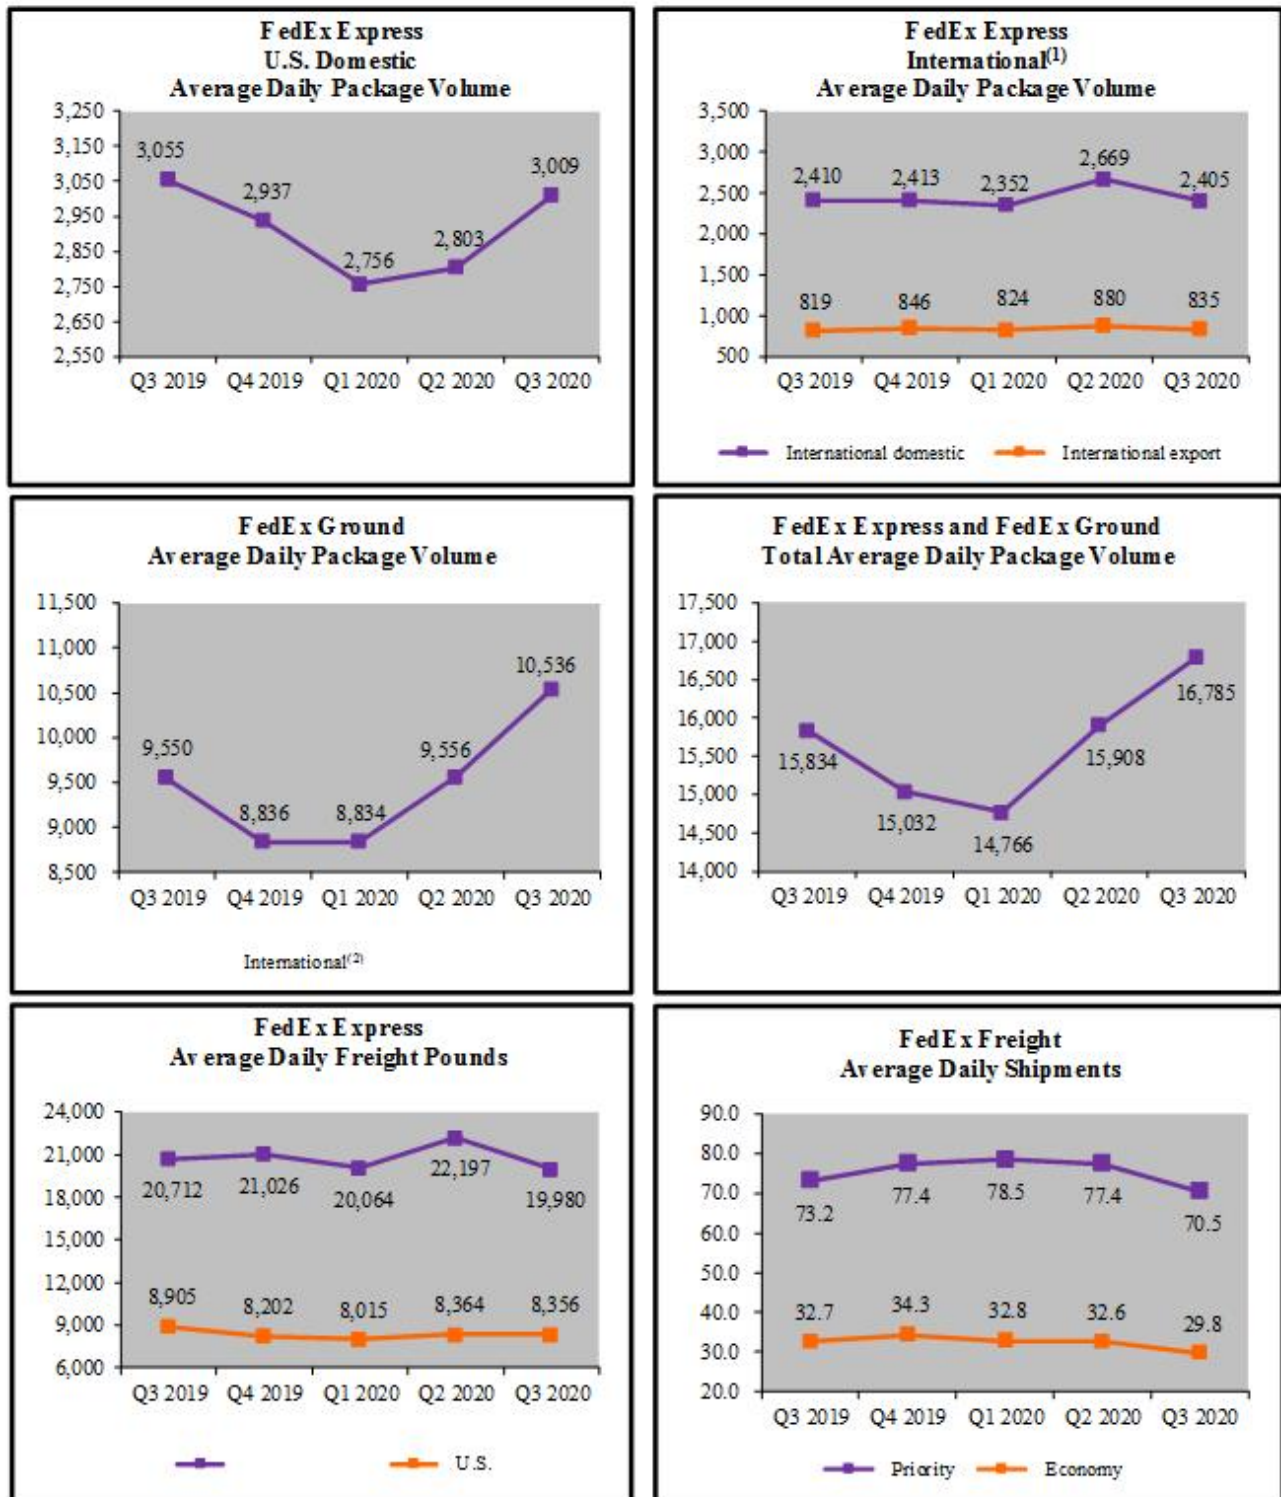 FedEx Express
U.S. Domestic
Average Daily Package Volume
3,250
3,150
3,050
2,950
2,850
2,750
2,650
2,550
3,055
2,937
2,756
2,803
3,009
Q3 2019 Q4 2019 Q1 2020 Q2 2020 Q3 2020
FedEx Express
International(1)
Average Daily Package Volume
3,500
3,000
2,500
2,000
1,500
1,000
500
2,410 2,413 2,352 2,669 2,405
819 846 824 880 835
Q3 2019 Q4 2019 Q1 2020 Q2 2020 Q3 2020
International domestic International export
FedEx Ground
Average Daily Package Volume
11,500
11,000
10,500
10,000
9,500
9,000
8,500
9,550 8,836 8,834 9,556 10,536
Q3 2019 Q4 2019 Q1 2020 Q2 2020 Q3 2020
International(2)
FedEx Express and FedEx Ground
Total Average Daily Package Volume
17,500
17,000
16,500
16,000
15,500
15,000
14,500
14,000
15,834 15,032 14,766 15,908 16,785
Q3 2019 Q4 2019 Q1 2020 Q2 2020 Q3 2020
FedEx Express
Average Daily Freight Pounds
24,000
21,000
18,000
15,000
12,000
9,000
6,000
20,712 21,026 20,064 22,197 19,980
8,905 8,202 8,015 8,364 8,356
Q3 2019 Q4 2019 Q1 2020 Q2 2020 Q3 2020
U.S.
FedEx Freight
Average Daily Shipments
90.0
80.0
70.0
60.0
50.0
40.0
30.0
20.0
73.2 77.4 78.5 77.4 70.5
32.7 34.3 32.8 32.6 29.8
Q3 2019 Q4 2019 Q1 2020 Q2 2020 Q3 2020
Priority Economy